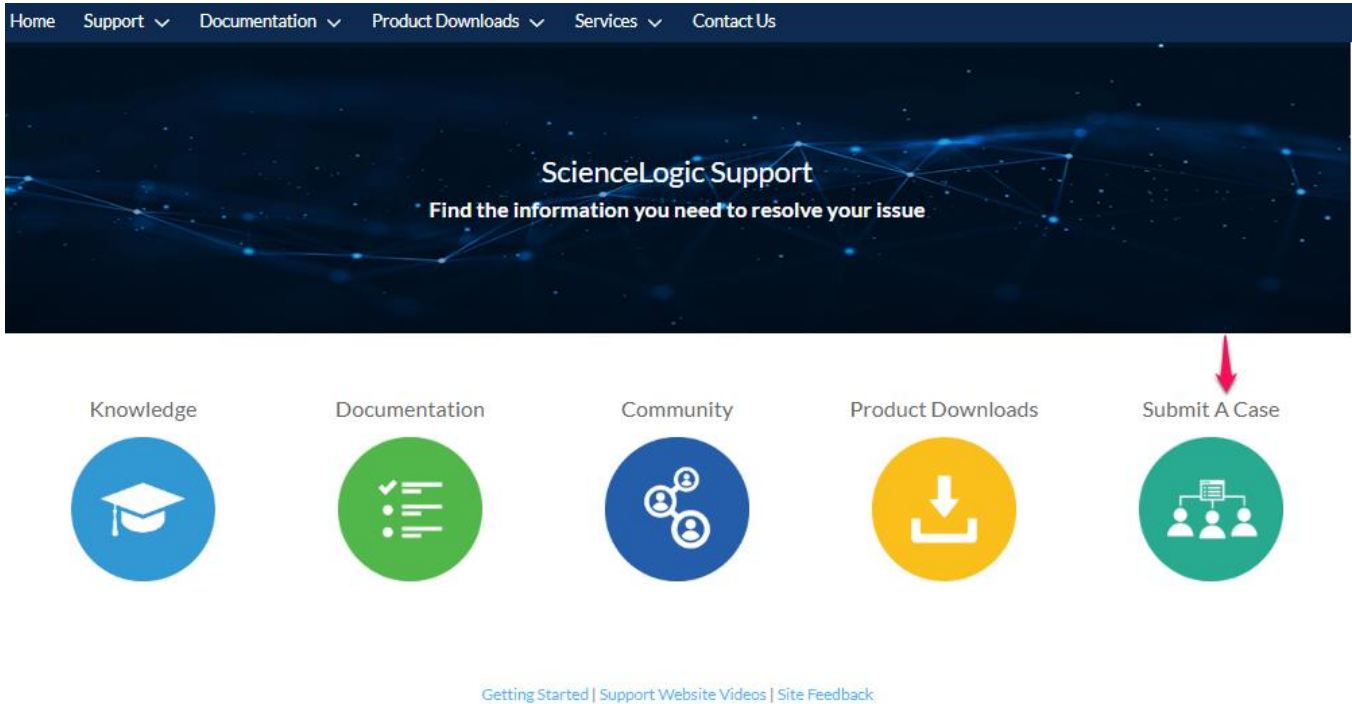 Home Support Documentation Product Downloads Services Contact Us
ScienceLogic Support
Find the information you need to resolve your issue
Knowledge Documentation Community Product Downloads Submit A Case
Getting Started | Support Website Videos | Site Feedback